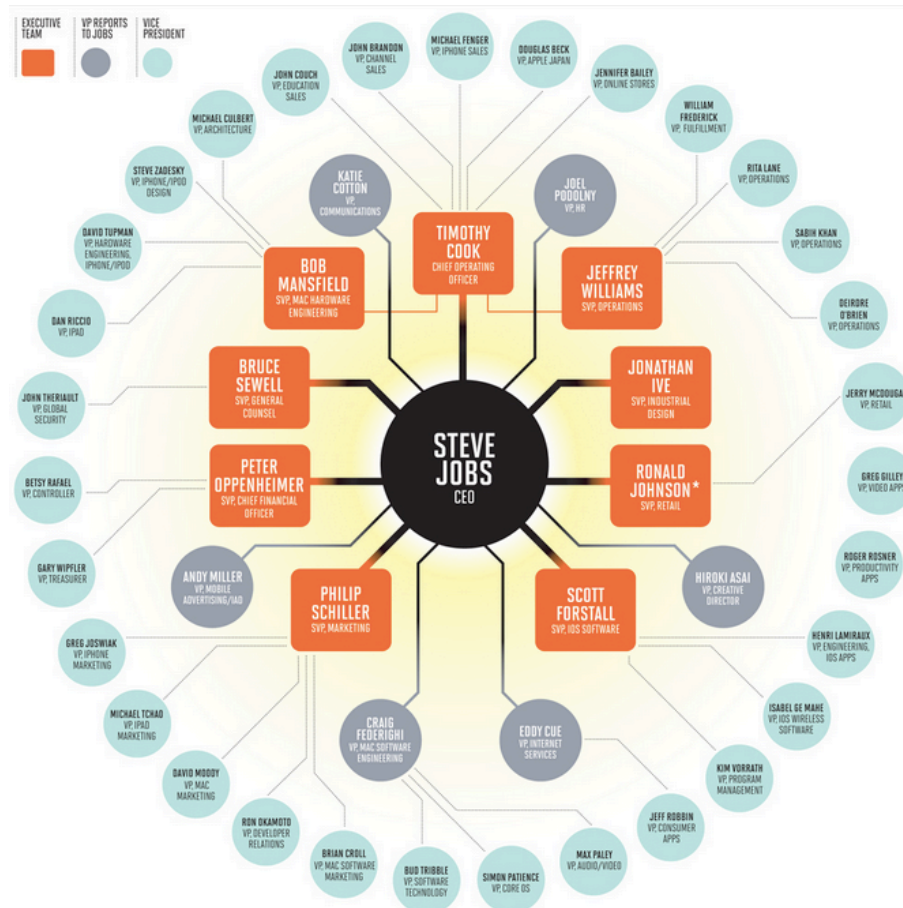 EXECUTIVE
TEAM
VP REPORTS
TO JOBS
VICE
PRESIDENT
MICHAEL FENGER
VP, IPHONE SALES
JOHN BRANDON
VP, CHANNEL
SALES
DOUGLAS BECK
VP, APPLE JAPAN
JOHN COUCH
VP, EDUCATION
SALES
JENNIFER BAILEY
VP, ONLINE STORES
MICHAEL CULBERT
VP, ARCHITECTURE
WILLIAM
FREDERICK
VP, FULFILLMENT
STEVE ZADESKY
VP, IPHONE/IPOD
DESIGN
KATIE
COTTON
VP,
COMMUNICATIONS
JOEL
PODOLNY
VP, HR
RITA LANE
VP, OPERATIONS
DAVID TUPMAN
VP, HARDWARE
ENGINEERING,
IPHONE/IPOD
TIMOTHY
COOK
CHIEF OPERATING
OFFICER
SABIH KHAN
VP, OPERATIONS
BOB
MANSFIELD
SVP, MAC HARDWARE
ENGINEERING
JEFFREY
WILLIAMS
SVP, OPERATIONS
DAN RICCIO
VP, IPAD
DEIRDRE
O'BRIEN
VP, OPERATIONS
BRUCE
SEWELL
SVP, GENERAL
COUNSEL
JONATHAN
IVE
SVP, INDUSTRIAL
DESIGN
JOHN THERIAULT
VP, GLOBAL
SECURITY
JERRY MCDOUGA
VP, RETAIL
STEVE
JOBS
CEO
PETER
OPPENHEIMER
SVP, CHIEF FINANCIAL
OFFICER
RONALD
JOHNSON*
SVP, RETAIL
BETSY RAFAEL
VP, CONTROLLER
GREG GILLEY
VP, VIDEO APPS
GARY WIPFLER
VP, TREASURER
ROGER ROSNER
VP, PRODUCTIVITY
APPS
ANDY MILLER
VP, MOBILE
ADVERTISING/IAD
HIROKI ASAI
VP, CREATIVE
DIRECTOR
PHILIP
SCHILLER
SVP, MARKETING
SCOTT
FORSTALL
SVP, IOS SOFTWARE
GREG JOSWIAK
VP, IPHONE
MARKETING
HENRI LAMIRAUX
VP, ENGINEERING,
IOS APPS
MICHAEL TCHAO
VP, IPAD
MARKETING
ISABEL GE MAHE
VP, IOS WIRELESS
SOFTWARE
CRAIG
FEDERIGHI
VP, MAC SOFTWARE
ENGINEERING
EDDY CUE
VP, INTERNET
SERVICES
DAVID MOODY
VP, MAC
MARKETING
KIM VORRATH
VP, PROGRAM
MANAGEMENT
RON OKAMOTO
VP, DEVELOPER
RELATIONS
JEFF ROBBIN
VP, CONSUMER
APPS
BRIAN CROLL
VP, MAC SOFTWARE
MARKETING
MAX PALEY
VP, AUDIO/VIDEO
BUD TRIBBLE
VP, SOFTWARE
TECHNOLOGY
SIMON PATIENCE
VP, CORE OS